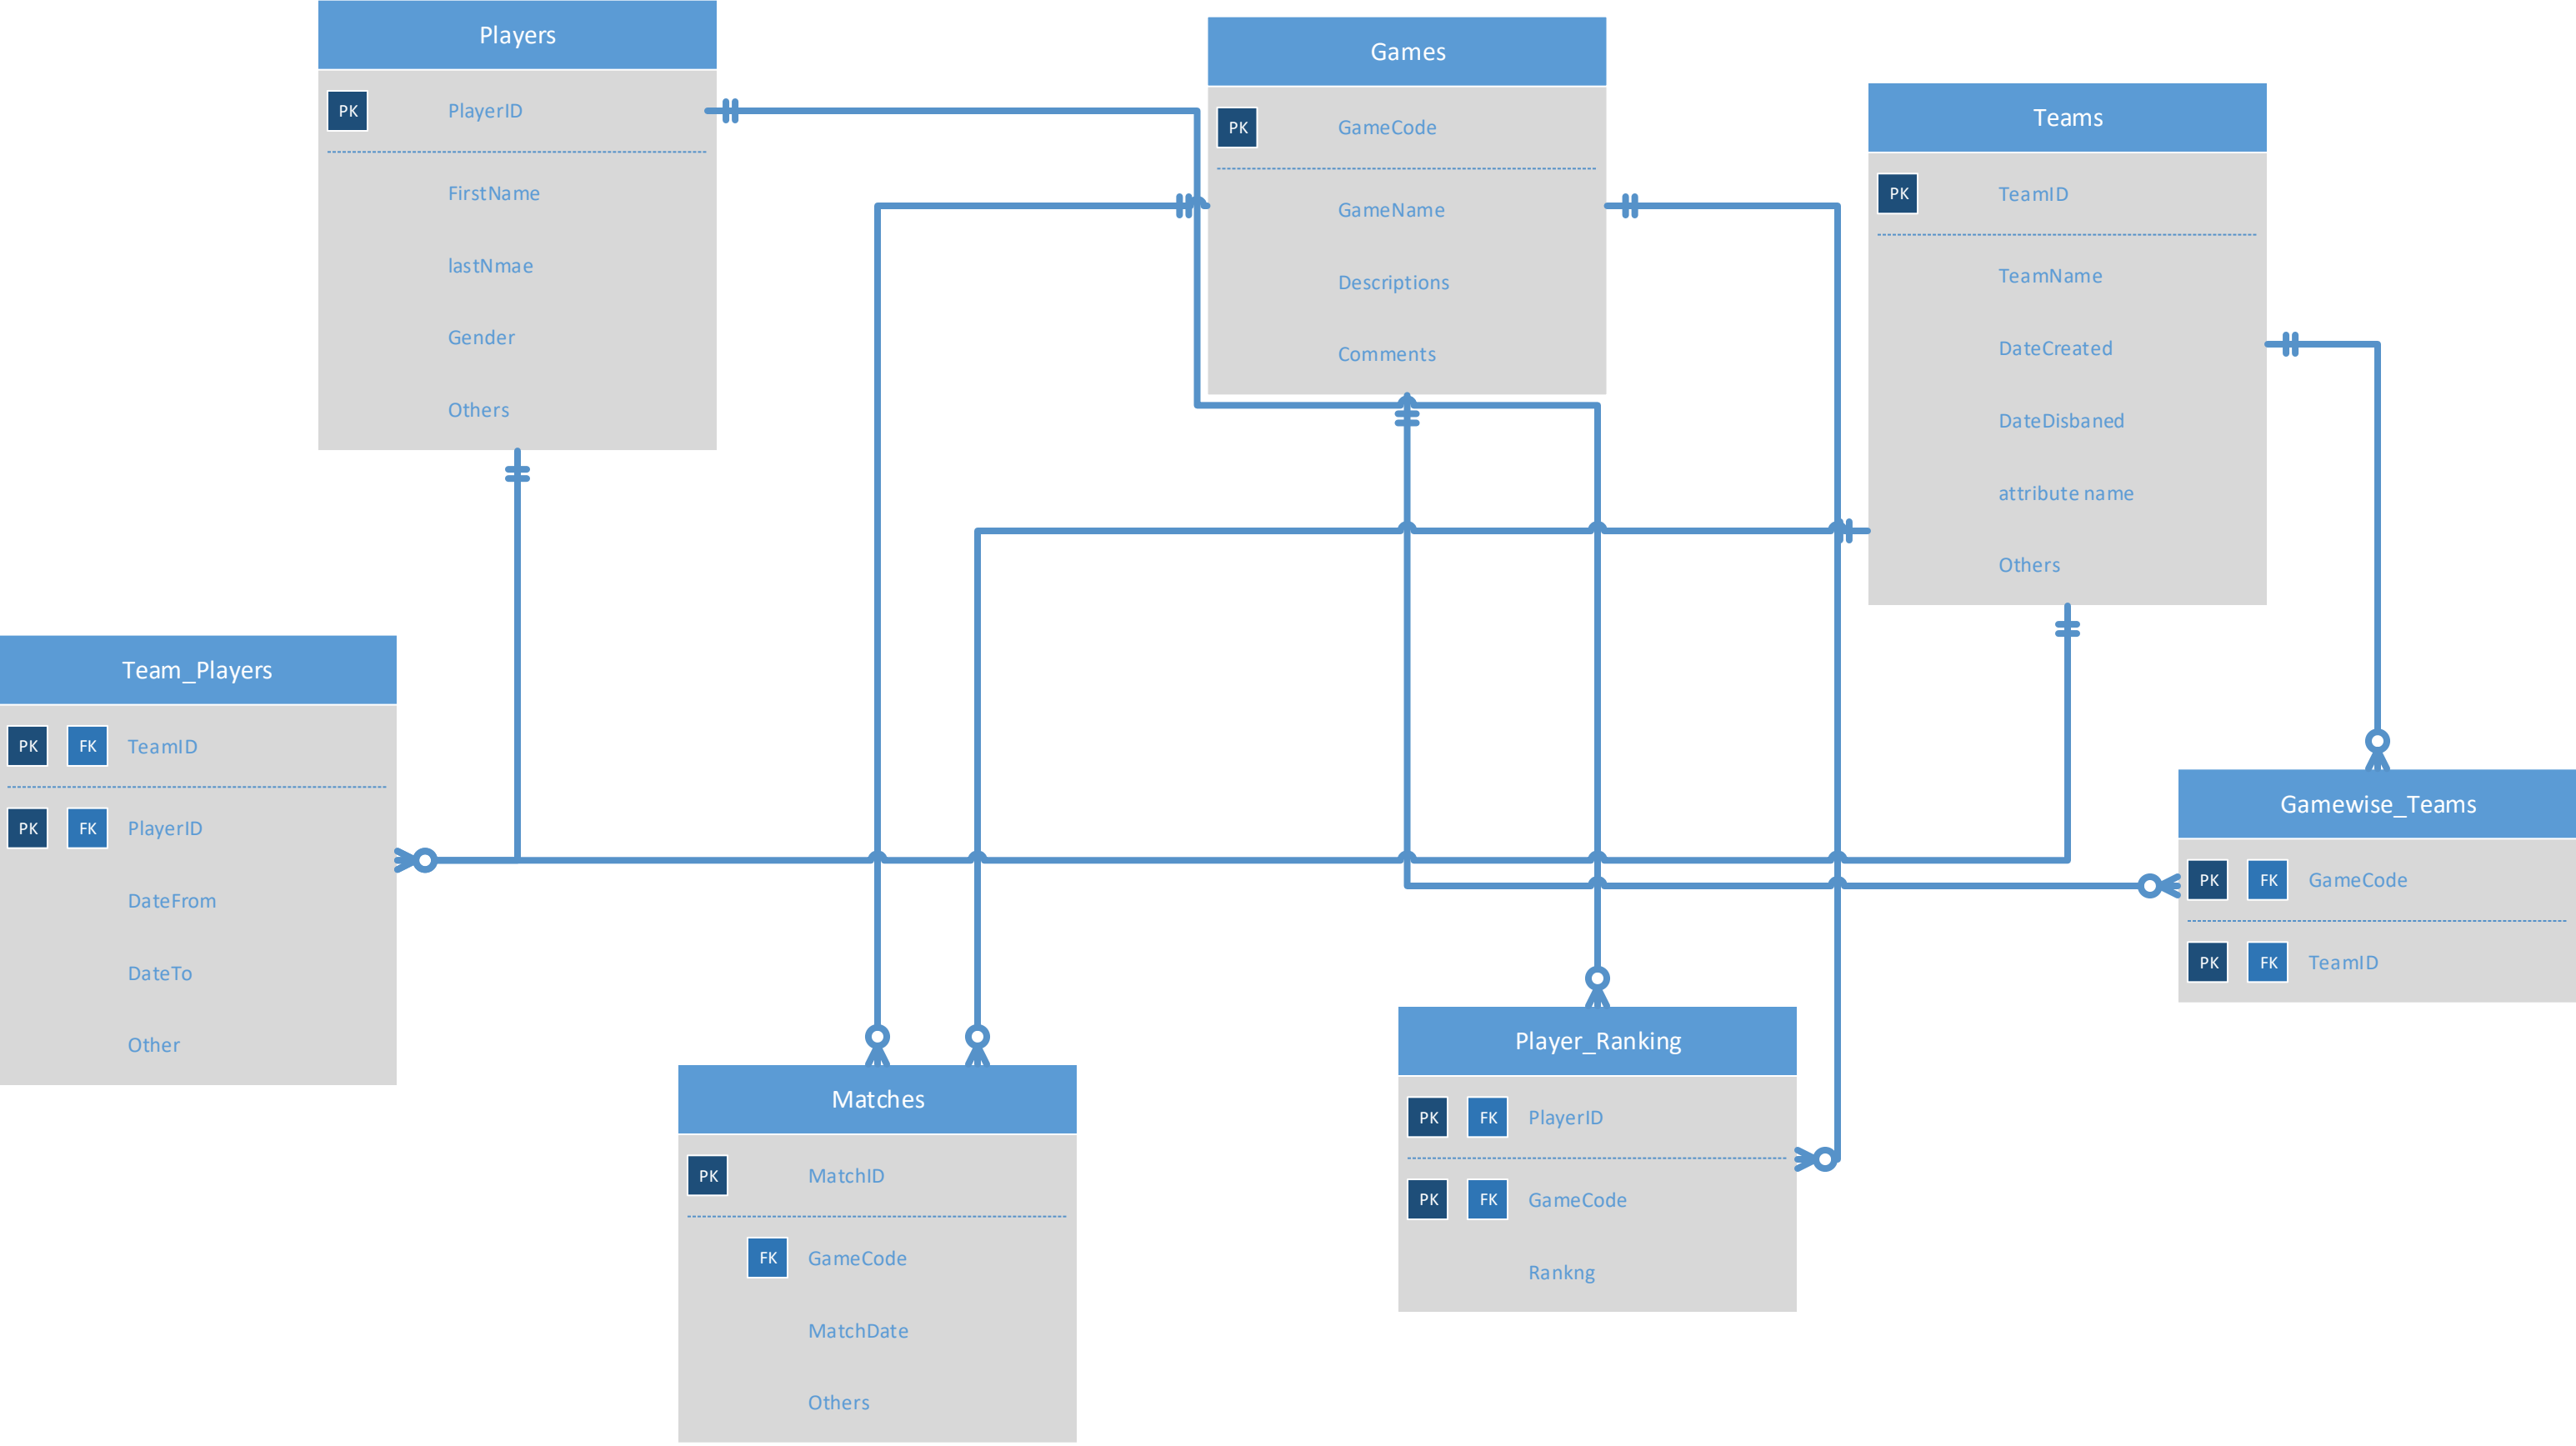 Players
PK PlayerID
FirstName
lastNmae
Gender
Others
Games
PK GameCode
GameName
Descriptions
Comments
Teams
PK TeamID
TeamName
DateCreated
DateDisbaned
attribute name
Others
Team_Players
PK FK TeamID
PK FK PlayerID
DateFrom
DateTo
Other
Matches
PK MatchID
FK GameCode
MatchDate
Others
Player_Ranking
PK FK PlayerID
PK FK GameCode
Rankng
Gamewise_Teams
PK FK GameCode
PK FK TeamID